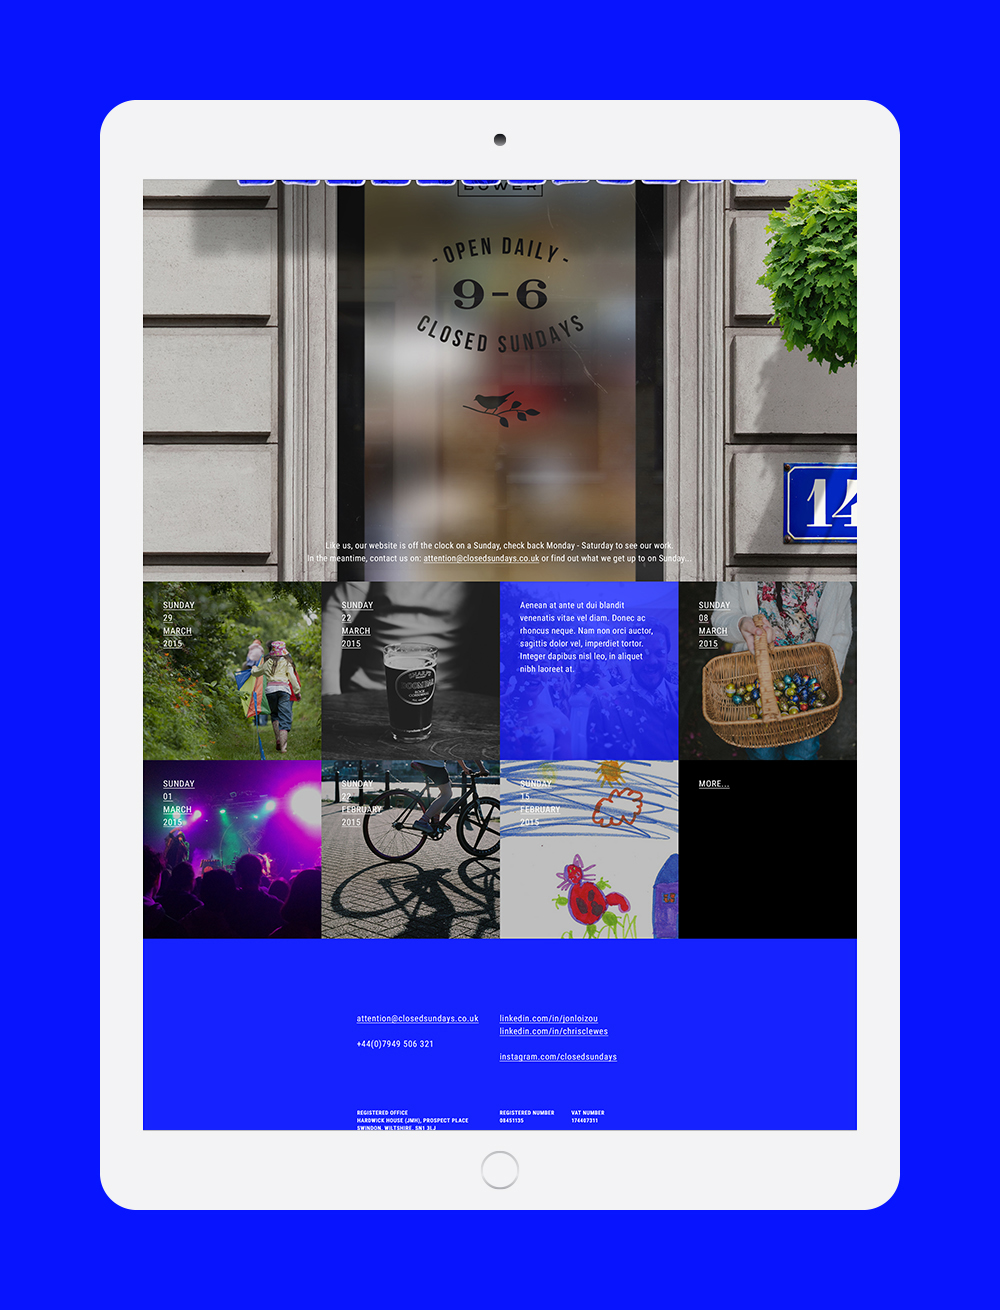 BOWER
- OPEN DAILY -
9-6
CLOSED SUNDAYS
14
Like us, our website is off the clock on a Sunday, check back Monday - Saturday to see our work.
In the meantime, contact us on: attention@closedsundays.co.uk or find out what we get up to on Sunday...
SUNDAY
29
MARCH
2015
SUNDAY
22
MARCH
2015
DOOM BAR
Aenean at ante ut dui blandit
venenatis vitae vel diam. Donec ac
rhoncus neque. Nam non orci auctor,
sagittis dolor vel, imperdiet tortor.
Integer dapibus nisl leo, in aliquet
nibh laoreet at.
SUNDAY
08
MARCH
2015
SUNDAY
01
MARCH
2015
SUNDAY
22
FEBRUARY
2015
SUNDAY
15
FEBRUARY
2015
MORE...
attention@closedsundays.co.uk
+44(0)7949 506 321
linkedin.com/in/jonloizou
linkedin.com/in/chrisclewes
instagram.com/closedsundays
REGISTERED OFFICE
HARDWICK HOUSE (JMH), PROSPECT PLACE
SWINDON, WILTSHIRE, SN1 3LJ
REGISTERED NUMBER
08451135
VAT NUMBER
174407311